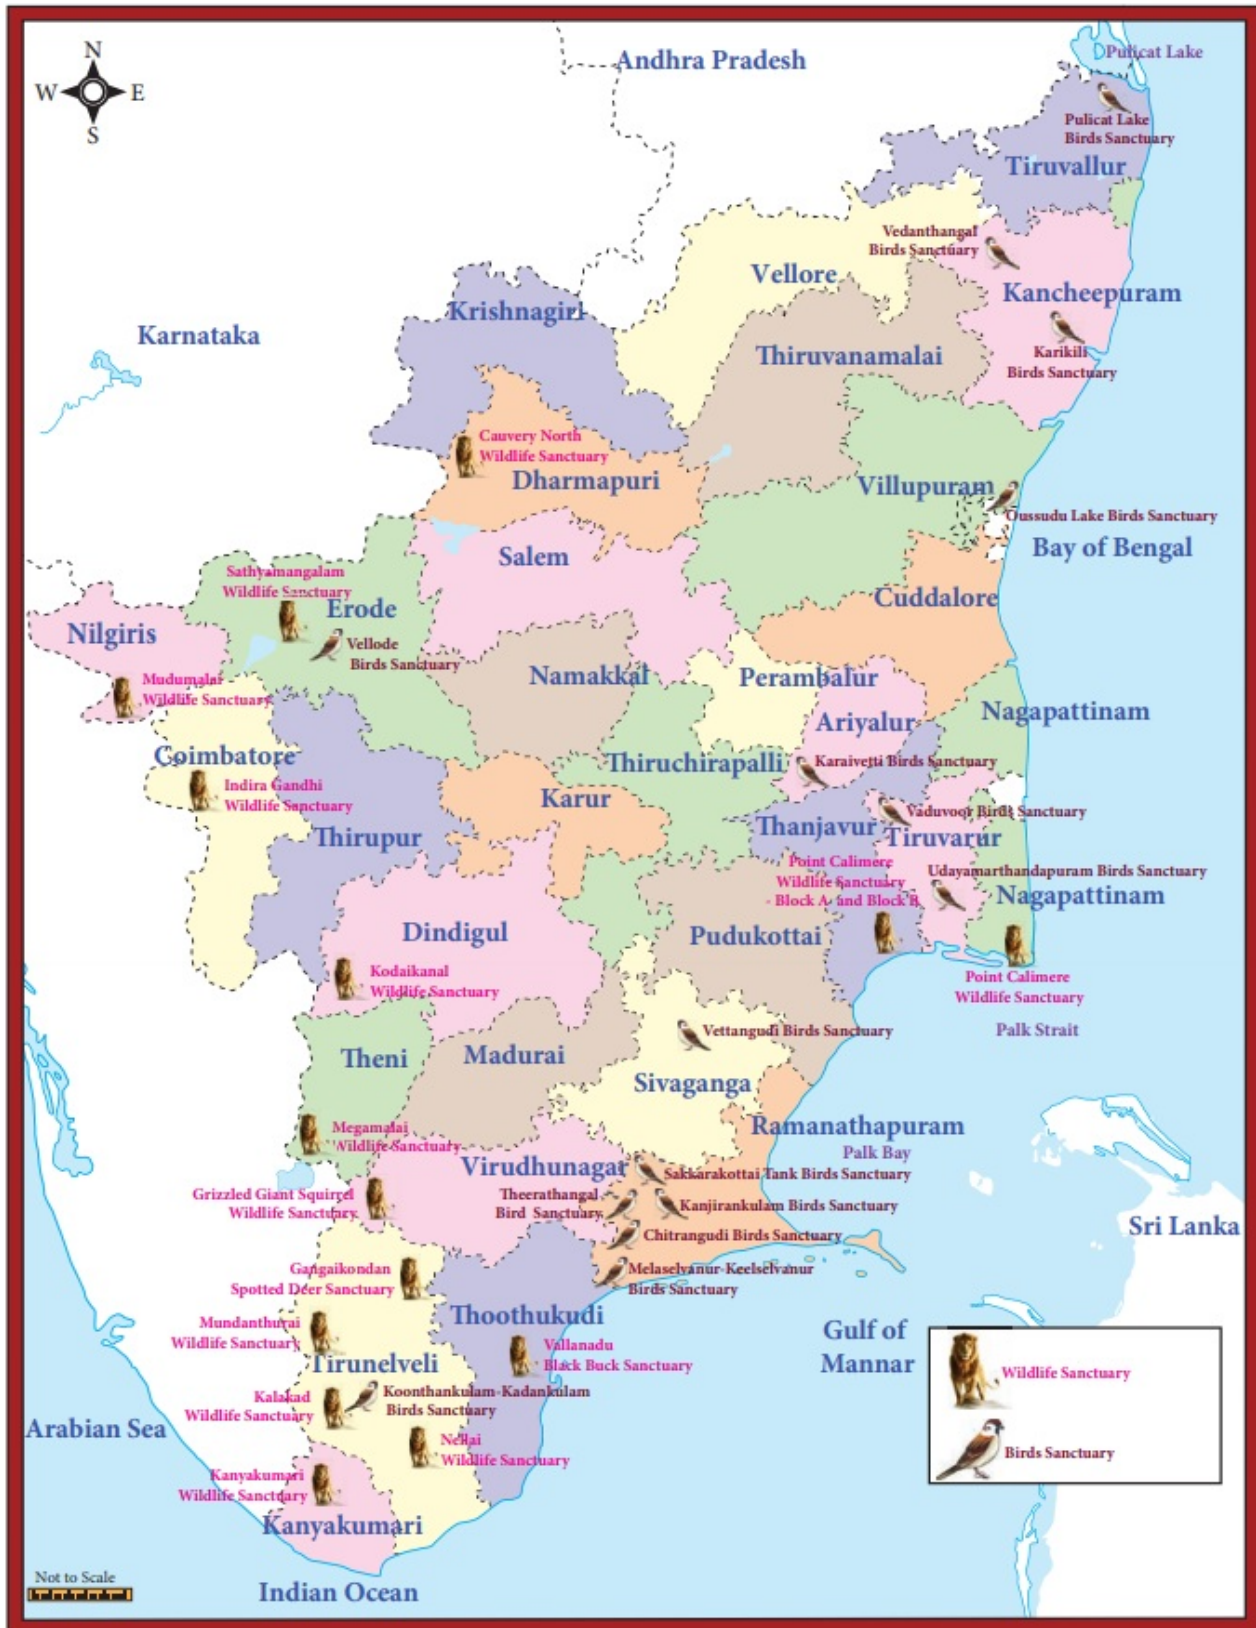 N
W
E
S
Andhra Pradesh
Pulicat Lake
Pulicat Lake
Birds Sanctuary
Tiruvallur
Vedanthangal
Birds Sanctuary
Vellore
Kancheepuram
Krishnagiri
Karnataka
Thiruvanamalai
Karikili
Birds Sanctuary
Cauvery North
Wildlife Sanctuary
Dharmapuri
Villupuram
Oussudu Lake Birds Sanctuary
Bay of Bengal
Salem
Sathyamangalam
Wildlife Sanctuary
Erode
Cuddalore
Nilgiris
Vellode
Birds Sanctuary
Namakkal
Perambalur
Mudumalai
Wildlife Sanctuary
Ariyalur
Nagapattinam
Coimbatore
Thiruchirapalli
Karaivetti Birds Sanctuary
Indira Gandhi
Wildlife Sanctuary
Karur
Thirupur
Thanjavur
Vaduvoor Birds Sanctuary
Tiruvarur
Point Calimere
Wildlife Sanctuary
- Block A and Block B
Udayamarthandapuram Birds Sanctuary
Nagapattinam
Dindigul
Pudukottai
Kodaikanal
Wildlife Sanctuary
Point Calimere
Wildlife Sanctuary
Palk Strait
Vettangudi Birds Sanctuary
Theni
Madurai
Sivaganga
Megamalai
Wildlife Sanctuary
Ramanathapuram
Palk Bay
Virudhunagar
Sakkarakottai Tank Birds Sanctuary
Grizzled Giant Squirrel
Wildlife Sanctuary
Theerathangal
Bird Sanctuary
Kanjirankulam Birds Sanctuary
Chitrangudi Birds Sanctuary
Sri Lanka
Gangaikondan
Spotted Deer Sanctuary
Melaselvanur-Keelselvanur
Birds Sanctuary
Thoothukudi
Mundanthurai
Wildlife Sanctuary
Gulf of
Mannar
Vallanadu
Black Buck Sanctuary
Tirunelveli
Wildlife Sanctuary
Kalakad
Wildlife Sanctuary
Koonthankulam-Kadankulam
Birds Sanctuary
Arabian Sea
Nellai
Wildlife Sanctuary
Birds Sanctuary
Kanyakumari
Wildlife Sanctuary
Kanyakumari
Not to Scale
Indian Ocean